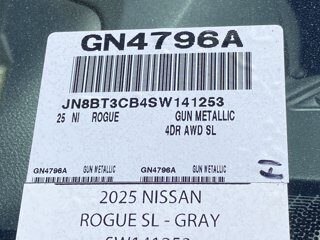 GN4796A
JN8BT3CB4SW141253
25 NI ROGUE GUN METALLIC
4DR AWD SL
GN4796A GUN METALLIC GN4796A GUN METALLIC
2025 NISSAN
ROGUE SL - GRAY
SW141253